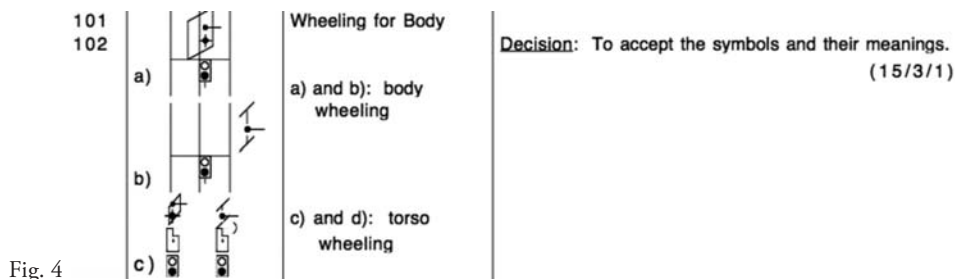 101
102
Wheeling for Body
Decision: To accept the symbols and their meanings.
(15/3/1)
a)
a) and b): body
wheeling
b)
c) and d): torso
wheeling
c)
Fig. 4